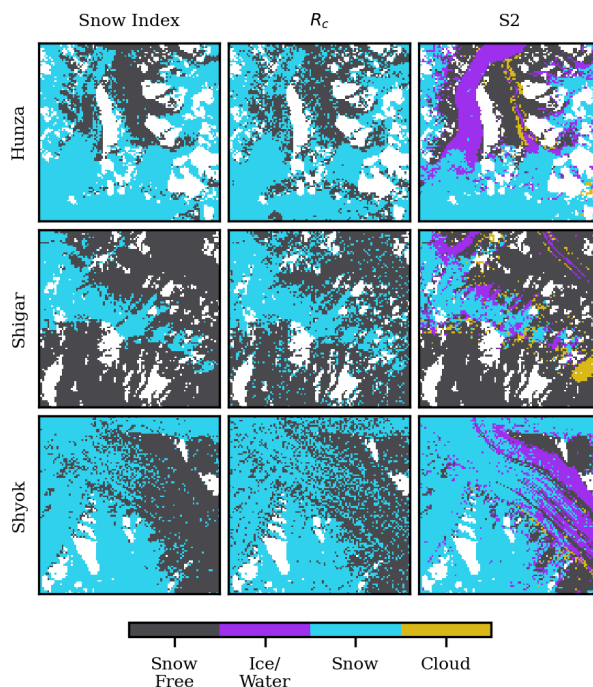 Snow Index R_c S2
Hunza
Shigar
Shyok
Snow Free Ice/ Water Snow Cloud